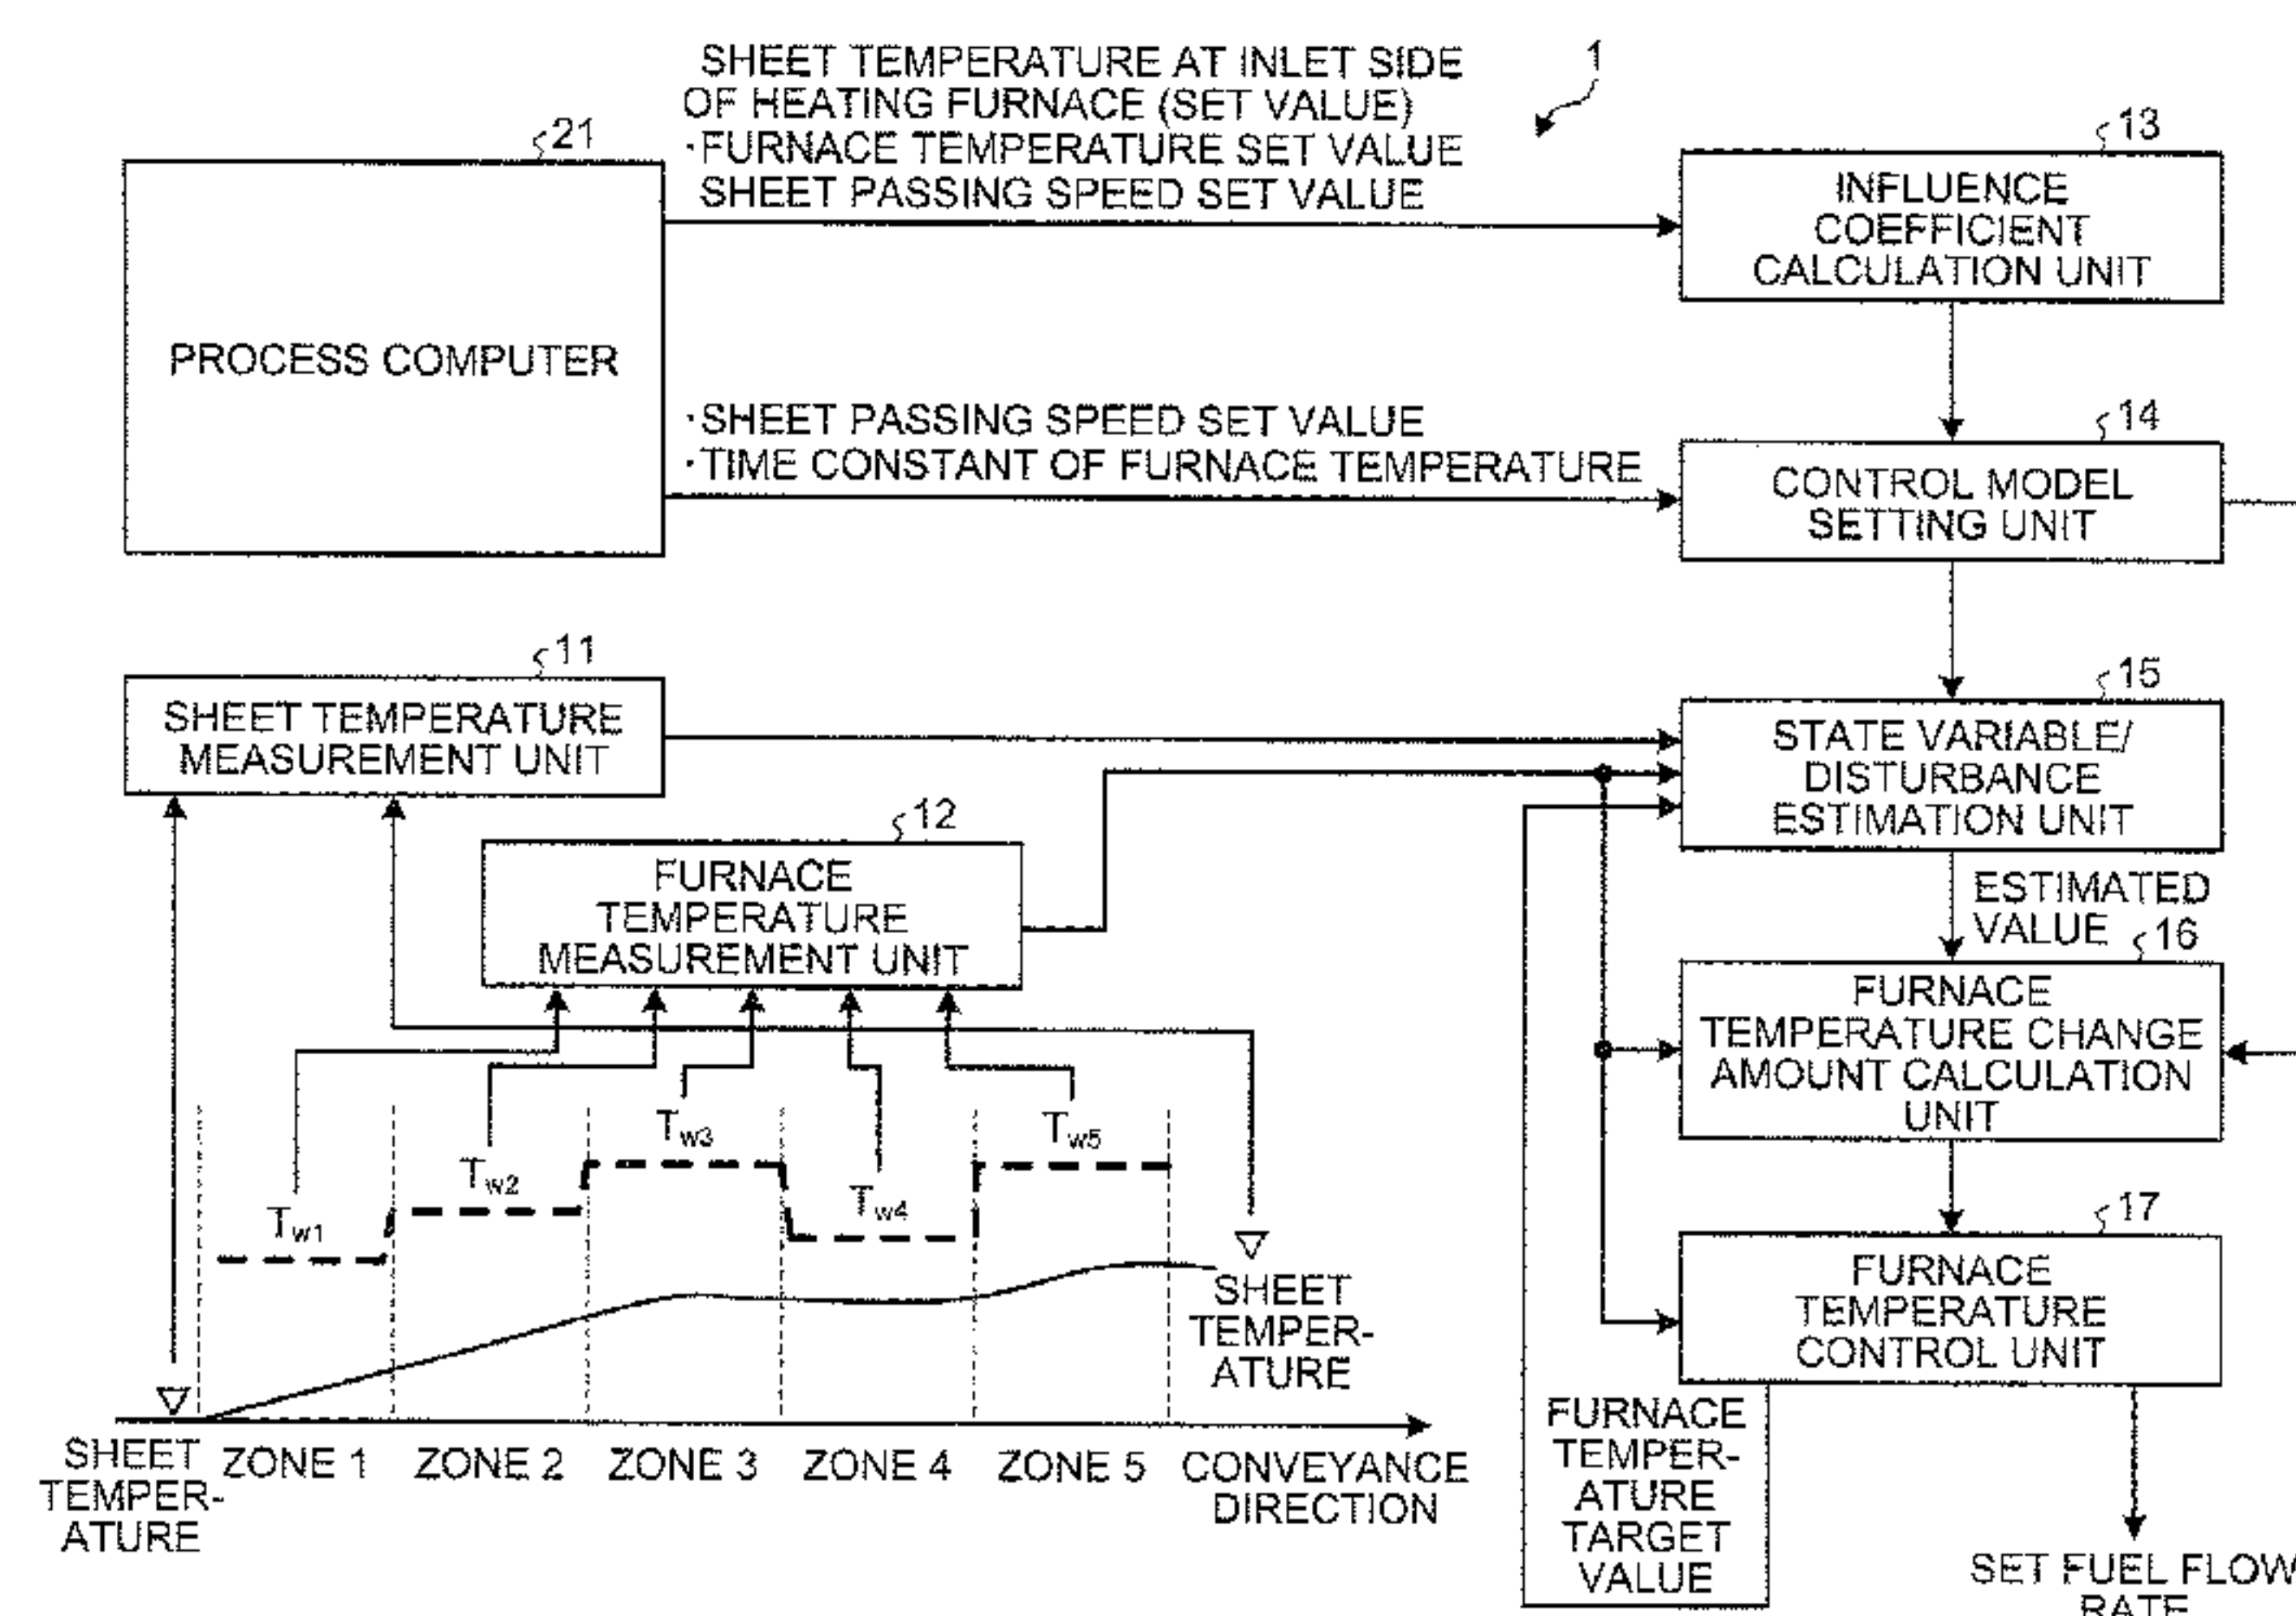 SHEET TEMPERATURE AT INLET SIDE
OF HEATING FURNACE (SET VALUE)
·FURNACE TEMPERATURE SET VALUE
SHEET PASSING SPEED SET VALUE
1
21
PROCESS COMPUTER
13
INFLUENCE
COEFFICIENT
CALCULATION UNIT
·SHEET PASSING SPEED SET VALUE
·TIME CONSTANT OF FURNACE TEMPERATURE
14
CONTROL MODEL
SETTING UNIT
11
SHEET TEMPERATURE
MEASUREMENT UNIT
15
STATE VARIABLE/
DISTURBANCE
ESTIMATION UNIT
12
FURNACE
TEMPERATURE
MEASUREMENT UNIT
ESTIMATED
VALUE
16
FURNACE
TEMPERATURE CHANGE
AMOUNT CALCULATION
UNIT
Tw1
Tw2
Tw3
Tw4
Tw5
17
FURNACE
TEMPERATURE
CONTROL UNIT
SHEET
TEMPER-
ATURE
SHEET
TEMPER-
ATURE
ZONE 1
ZONE 2
ZONE 3
ZONE 4
ZONE 5
CONVEYANCE
DIRECTION
FURNACE
TEMPER-
ATURE
TARGET
VALUE
SET FUEL FLOW
RATE